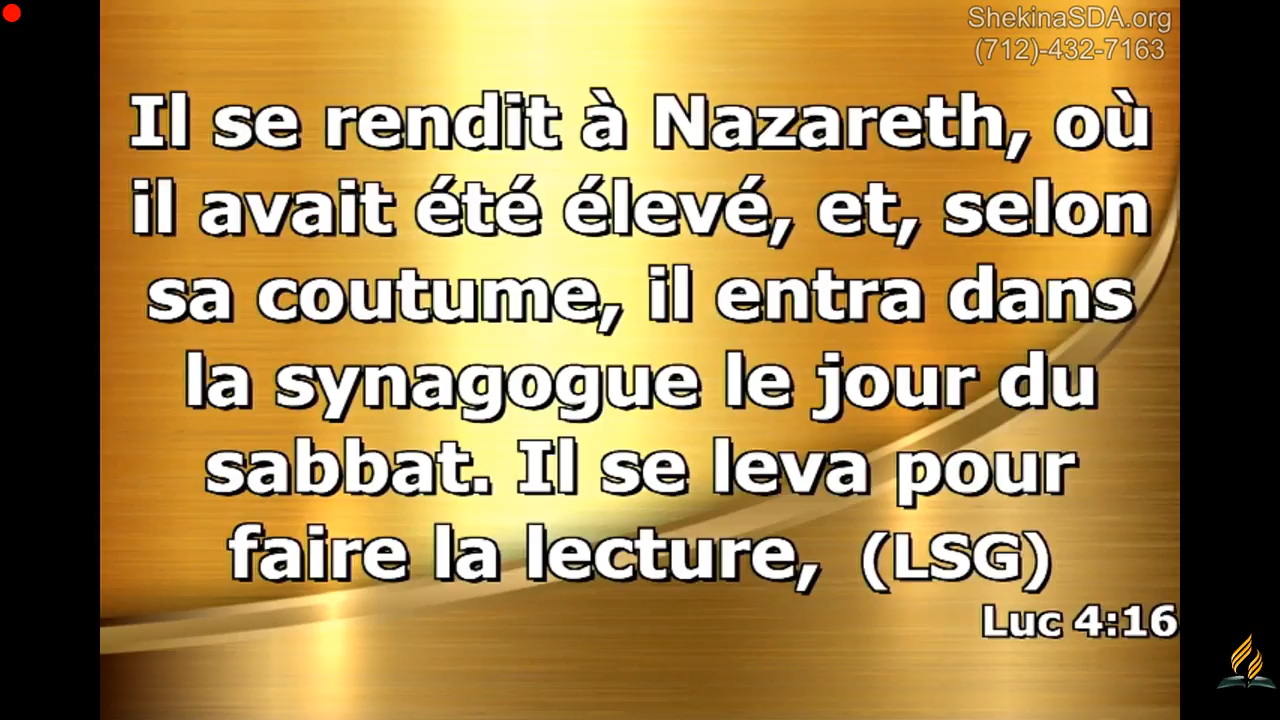 ShekinaSDA.org
(712)-432-7163
Il se rendit à Nazareth, où
il avait été élevé, et, selon
sa coutume, il entra dans
la synagogue le jour du
sabbat. Il se leva pour
faire la lecture, (LSG)
Luc 4:16